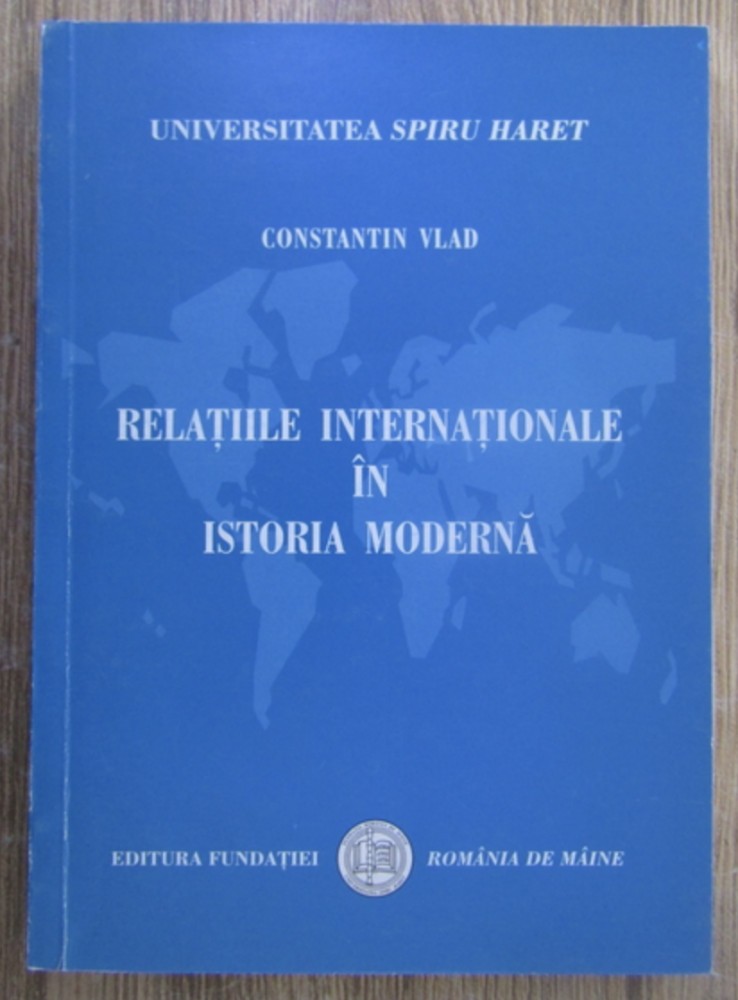 UNIVERSITATEA SPIRU HARET
CONSTANTIN VLAD
RELAȚIILE INTERNAȚIONALE
ÎN
ISTORIA MODERNĂ
EDITURA FUNDAȚIEI ROMÂNIA DE MÂINE